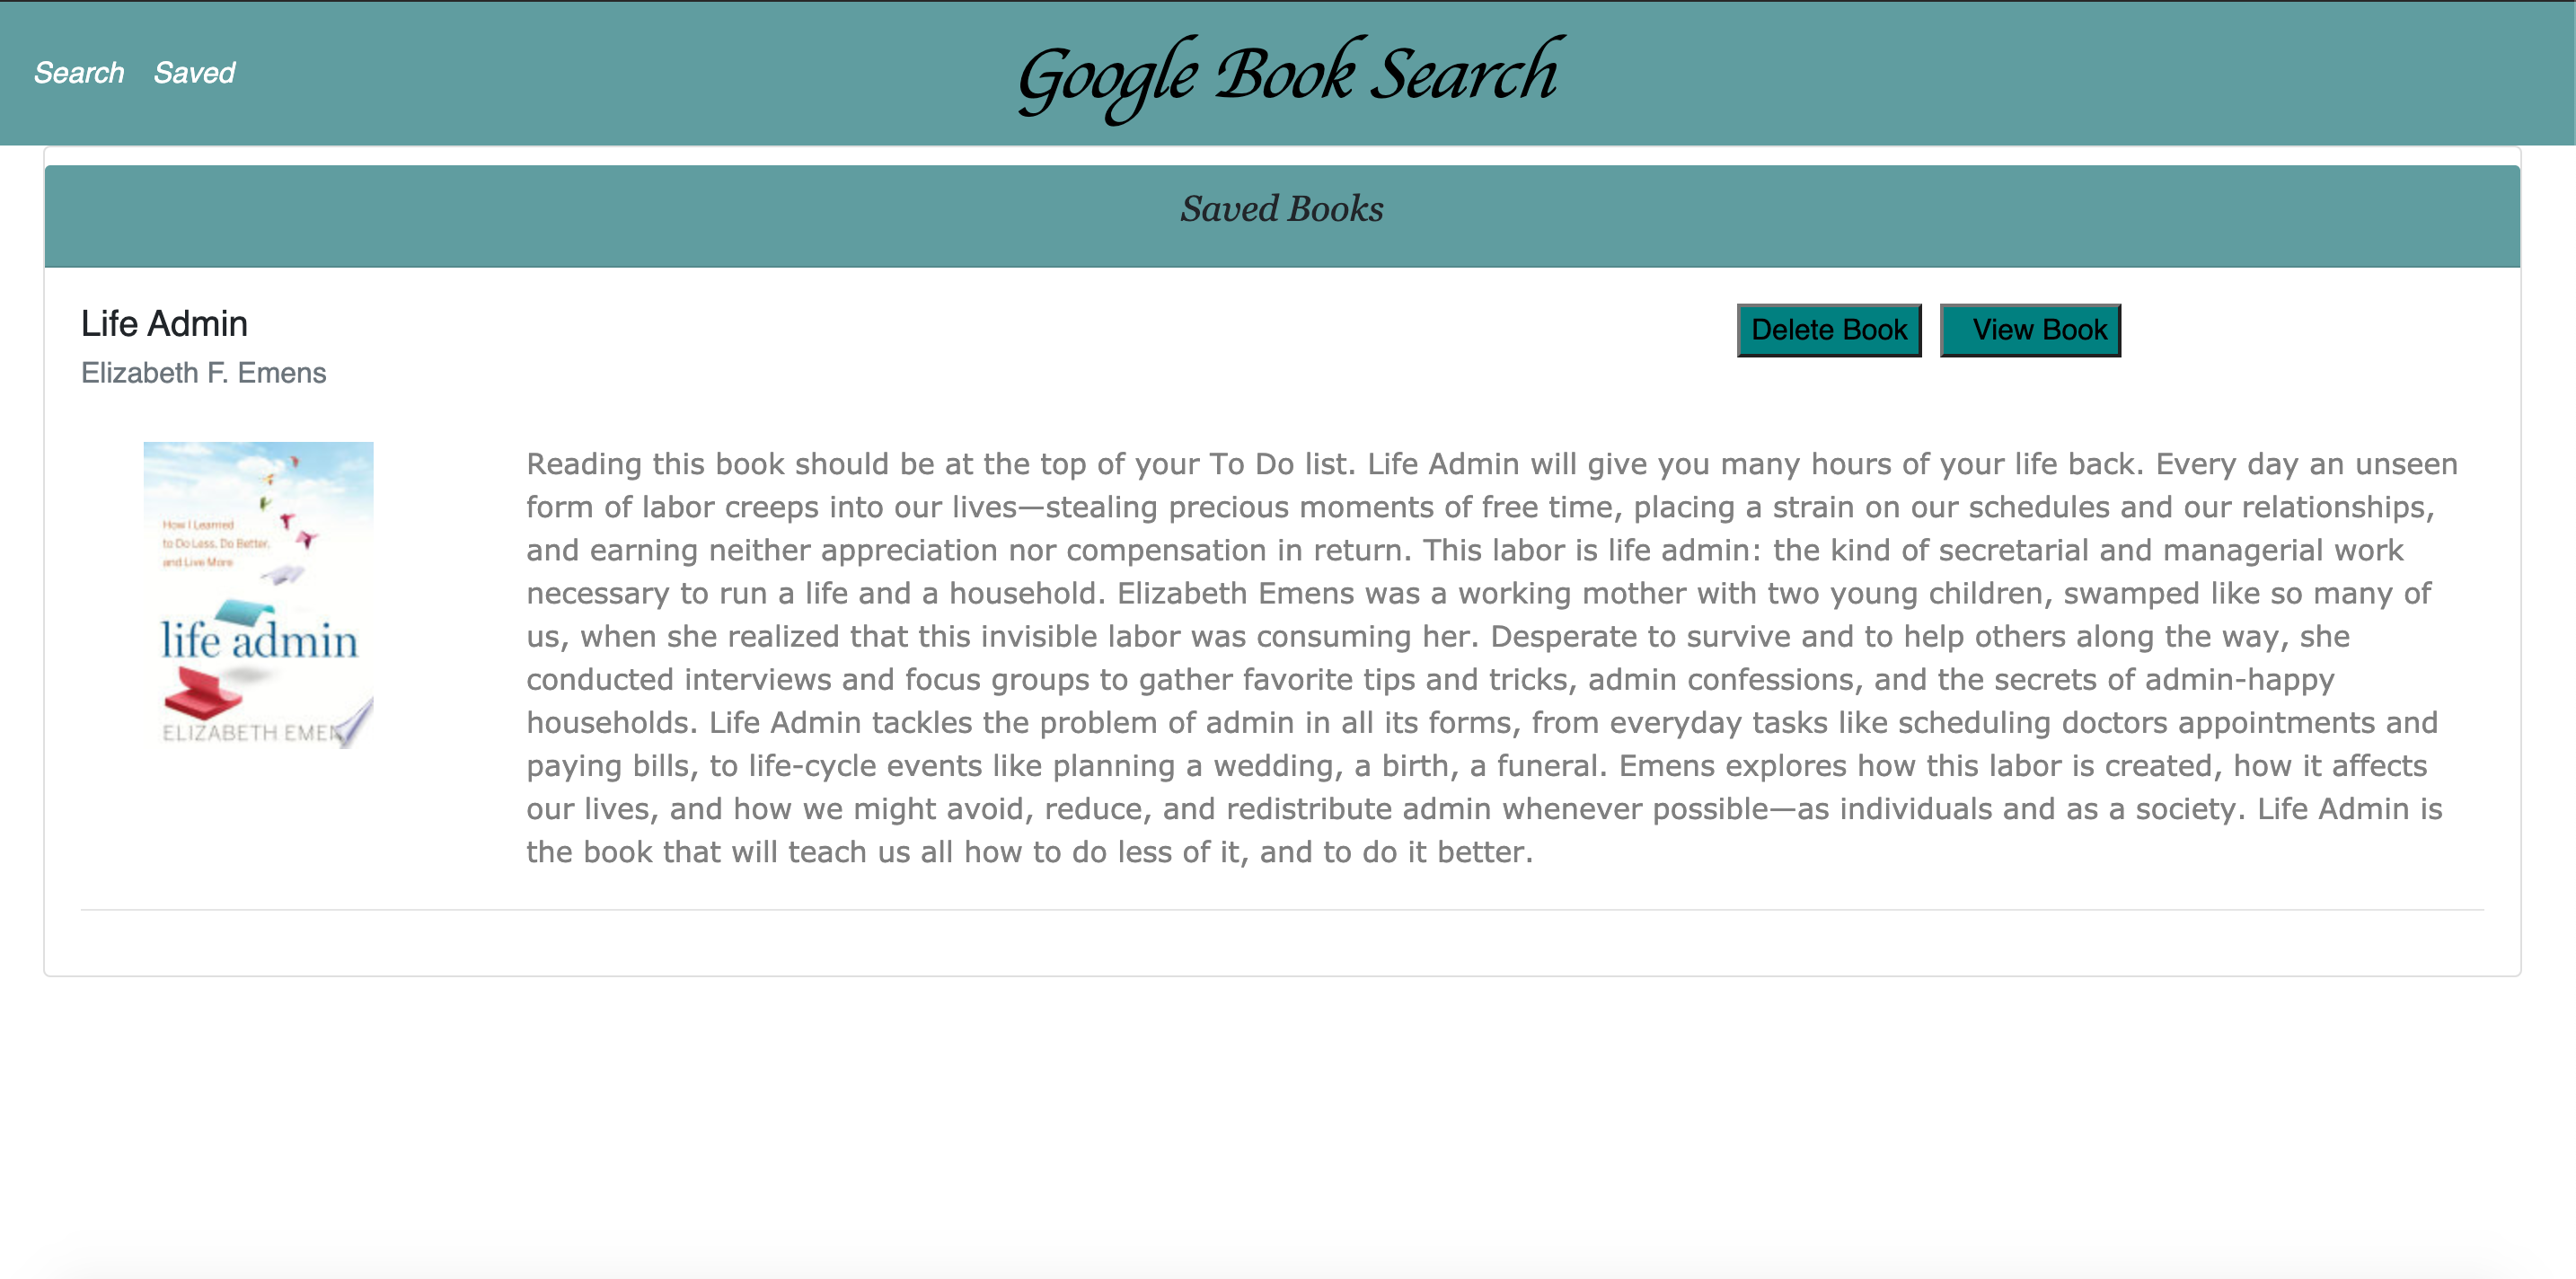 Search Saved
Google Book Search
Saved Books
Life Admin
Delete Book
View Book
Elizabeth F. Emens
How I Learned
to Do Less, Do Better,
and Live More
life admin
ELIZABETH EMEN
Reading this book should be at the top of your To Do list. Life Admin will give you many hours of your life back. Every day an unseen
form of labor creeps into our lives—stealing precious moments of free time, placing a strain on our schedules and our relationships,
and earning neither appreciation nor compensation in return. This labor is life admin: the kind of secretarial and managerial work
necessary to run a life and a household. Elizabeth Emens was a working mother with two young children, swamped like so many of
us, when she realized that this invisible labor was consuming her. Desperate to survive and to help others along the way, she
conducted interviews and focus groups to gather favorite tips and tricks, admin confessions, and the secrets of admin-happy
households. Life Admin tackles the problem of admin in all its forms, from everyday tasks like scheduling doctors appointments and
paying bills, to life-cycle events like planning a wedding, a birth, a funeral. Emens explores how this labor is created, how it affects
our lives, and how we might avoid, reduce, and redistribute admin whenever possible—as individuals and as a society. Life Admin is
the book that will teach us all how to do less of it, and to do it better.